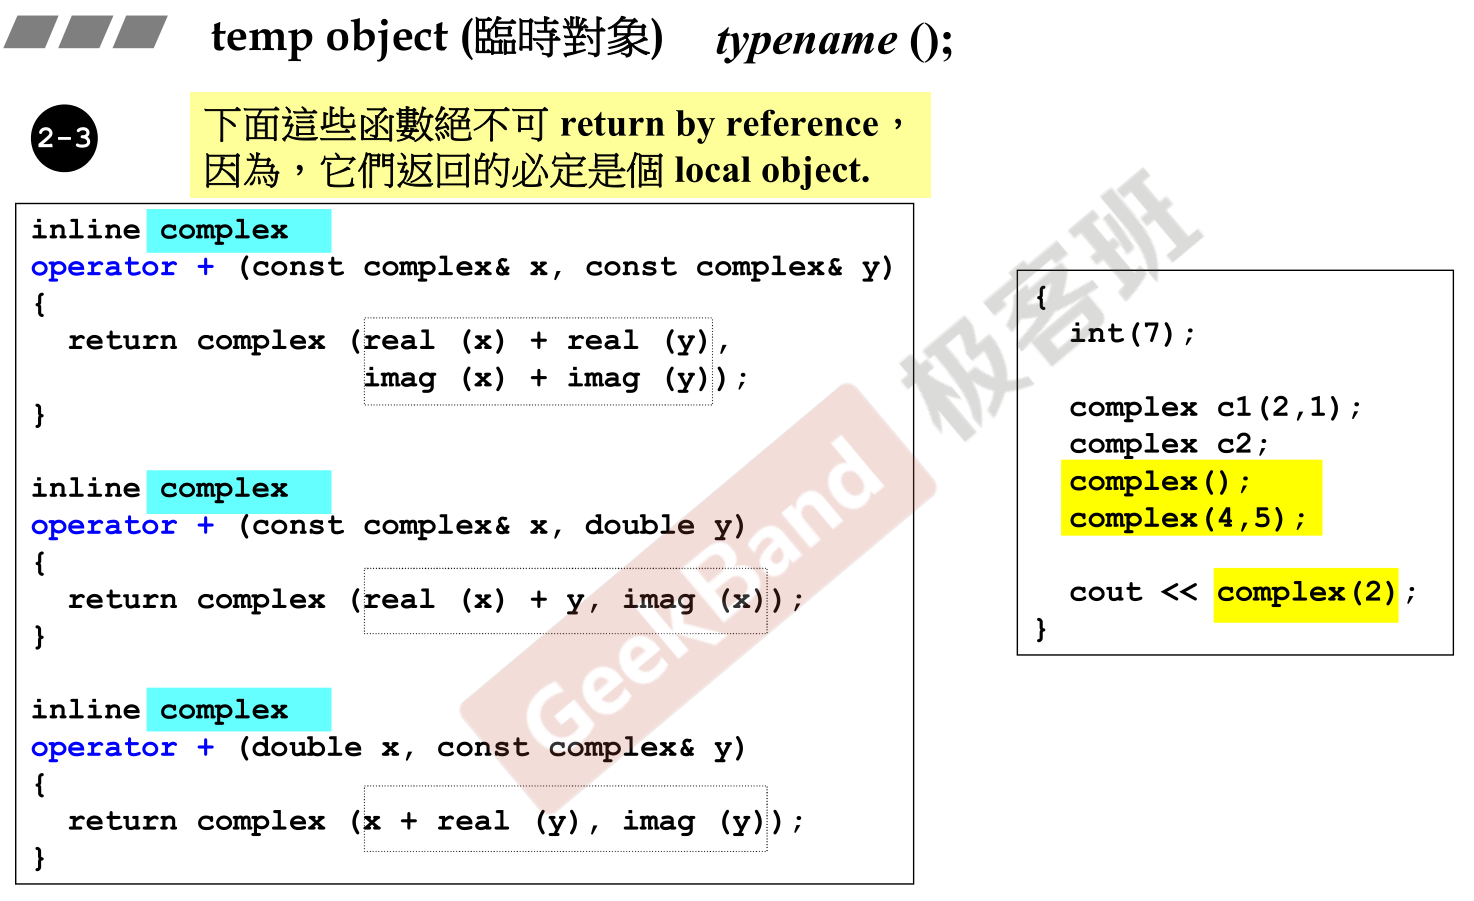 temp object (臨時對象) typename ();
2-3
下面這些函數絕不可 return by reference，
因為，它們返回的必定是個 local object.
inline complex
operator + (const complex& x, const complex& y)
{
  return complex (real (x) + real (y),
                  imag (x) + imag (y));
}
inline complex
operator + (const complex& x, double y)
{
  return complex (real (x) + y, imag (x));
}
inline complex
operator + (double x, const complex& y)
{
  return complex (x + real (y), imag (y));
}
{
  int(7);
  complex c1(2,1);
  complex c2;
  complex();
  complex(4,5);
  cout << complex(2);
}
GeekBand 极客班